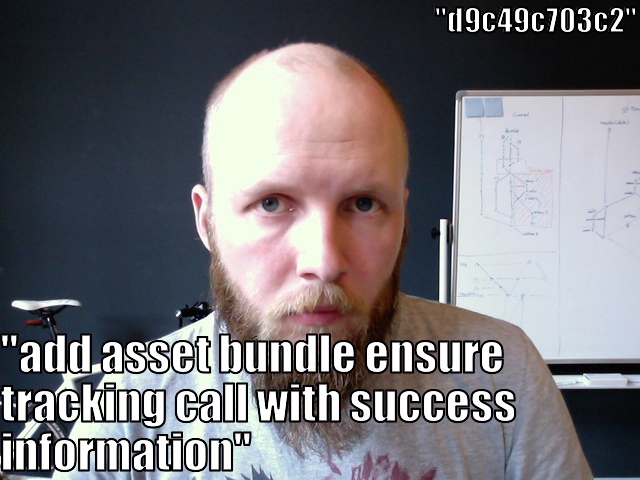 "d9c49c703c2"
"add asset bundle ensure
tracking call with success
information"